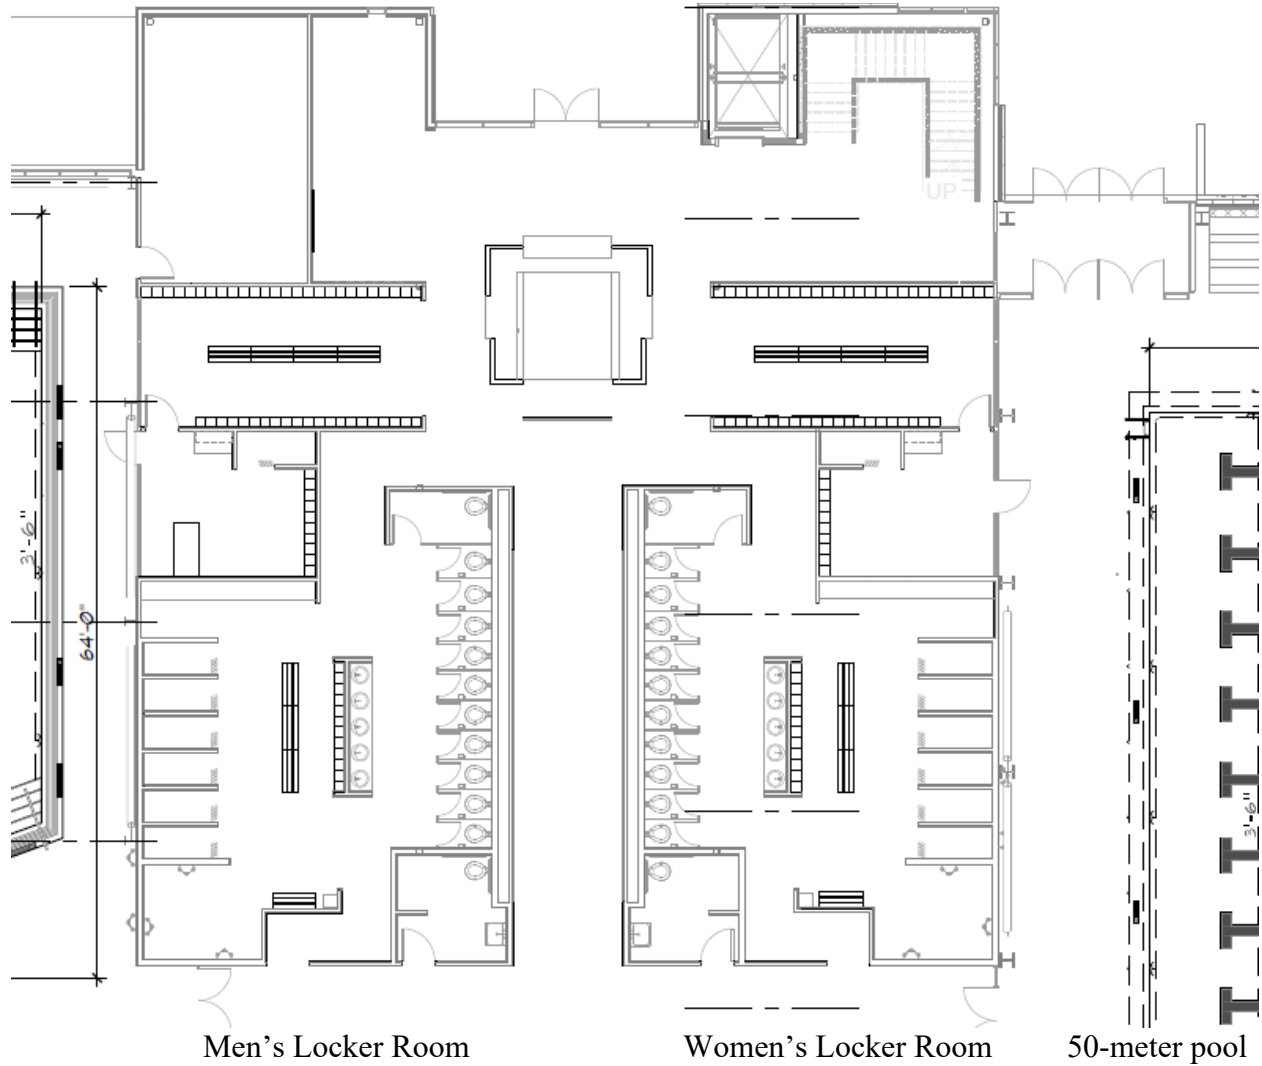 UP
3'-6"
64'-0"
3'-6"
Men's Locker Room
Women's Locker Room
50-meter pool